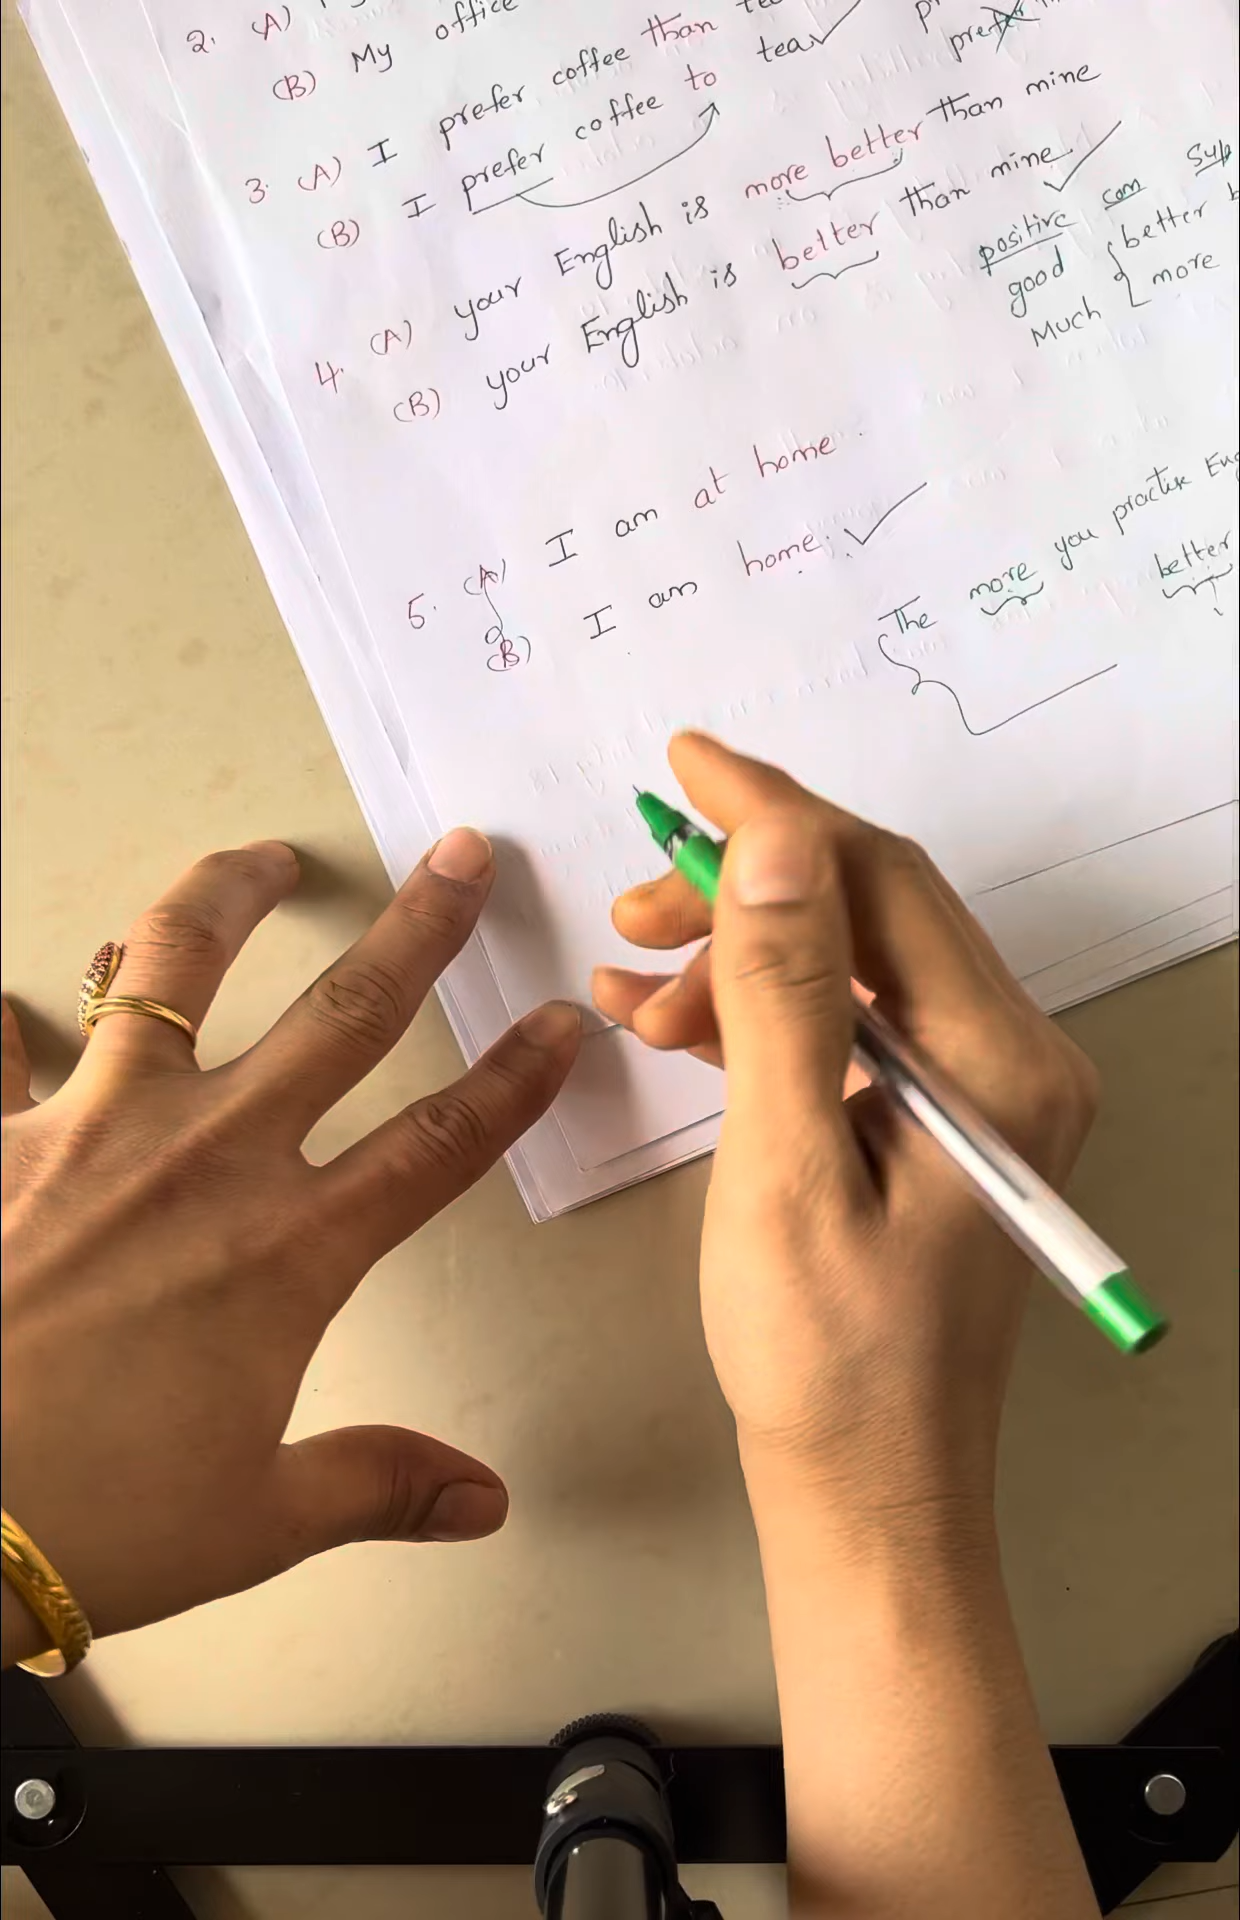 2. (A)
(B) My office
3. (A) I prefer coffee than
(B) I prefer coffee to tea
4. (A) your English is more better than mine
(B) your English is better than mine.
positive com
good better
Much more
5. (A) I am at home.
(B) I am home.
The more you practise
better